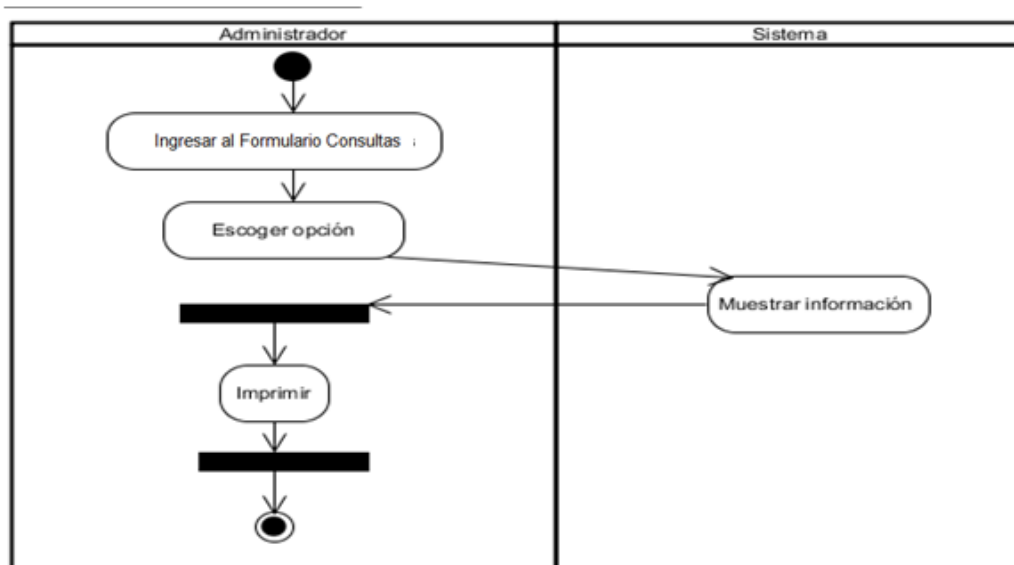 Administrador
Sistema
Ingresar al Formulario Consultas
Escoger opción
Muestrar información
Imprimir